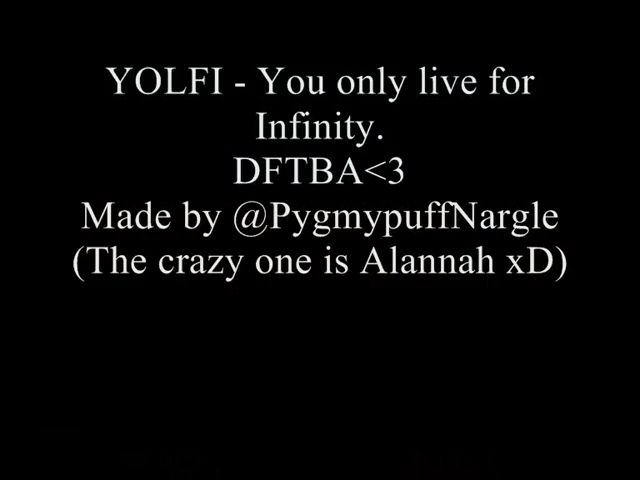 YOLFI - You only live for
Infinity.
DFTBA<3
Made by @PygmypuffNargle
(The crazy one is Alannah xD)